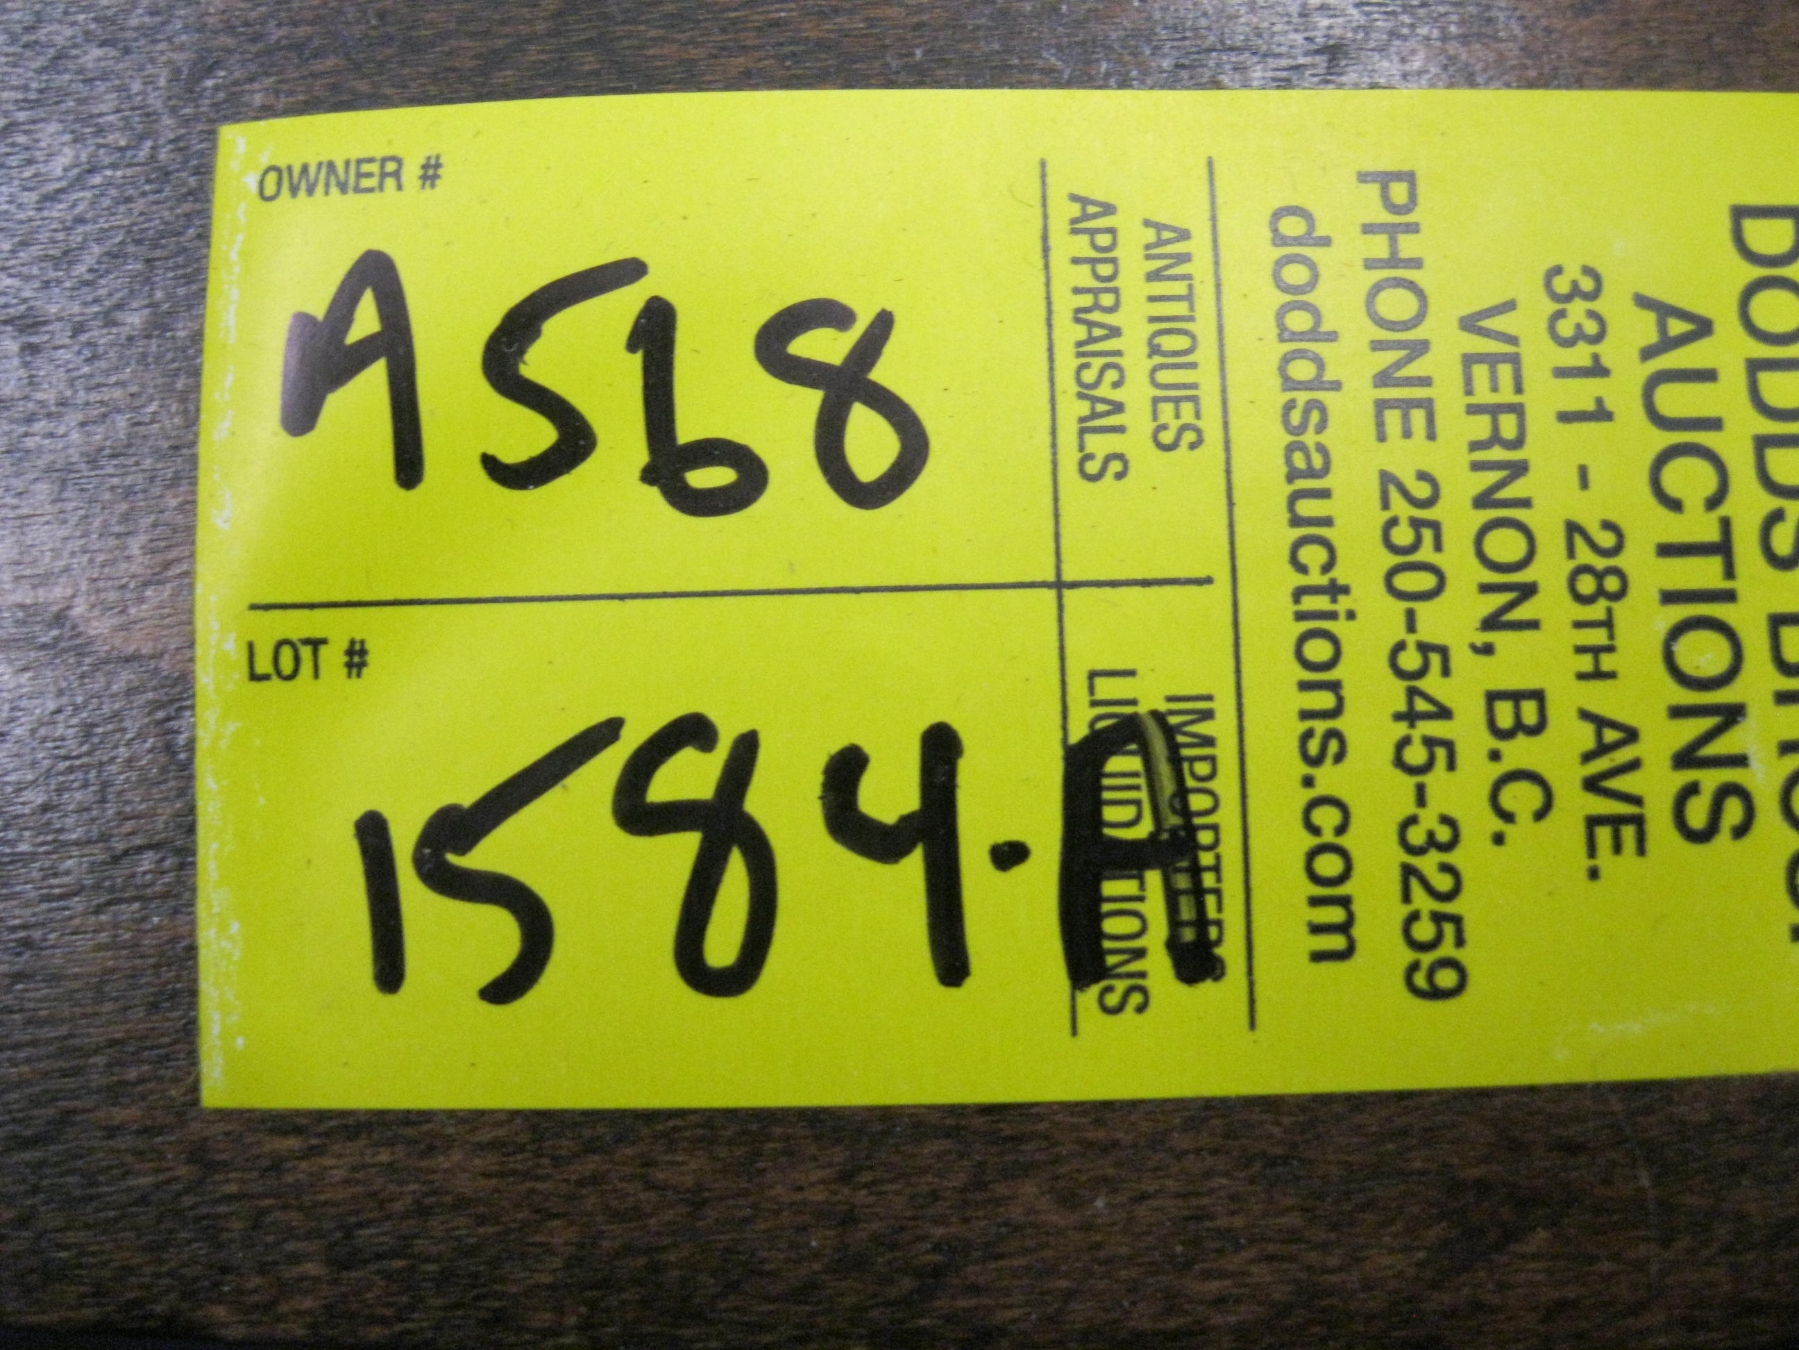 OWNER #
A568
LOT #
1584.A
ANTIQUES
APPRAISALS
IMPORTERS
LIQUIDATIONS
DODDS
AUCTIONS
3311 - 28TH AVE.
VERNON, B.C.
PHONE 250-545-3259
doddsauctions.com